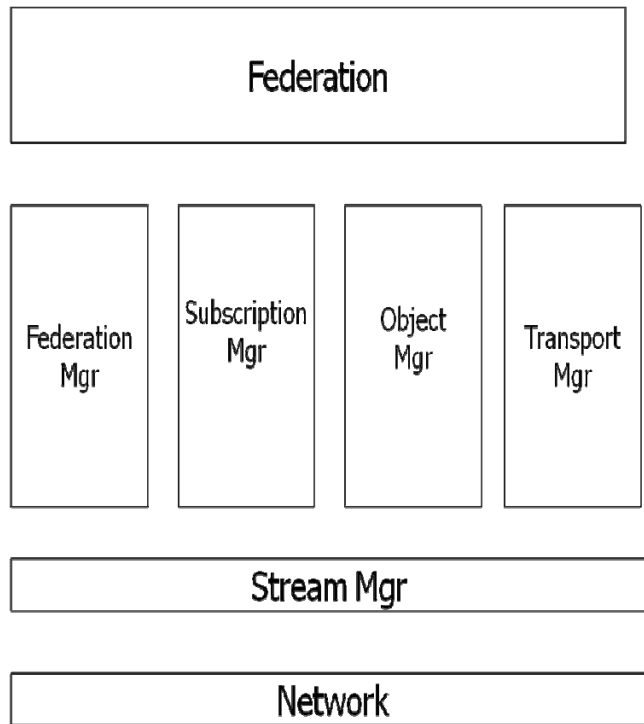 Federation
Federation
Mgr
Subscription
Mgr
Object
Mgr
Transport
Mgr
Stream Mgr
Network